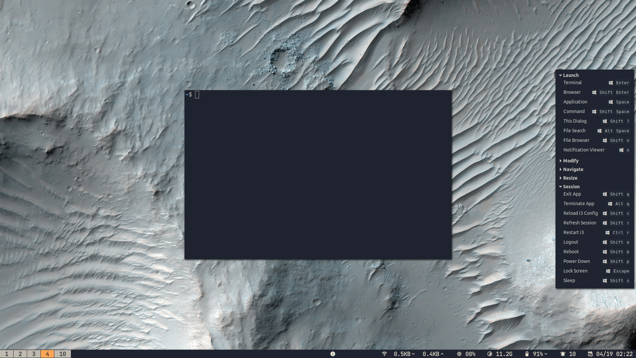 ~$
Launch
Terminal Enter
Browser Shift Enter
Application Space
Command Shift Space
This Dialog Shift ?
File Search Alt Space
File Browser Shift n
Notification Viewer n
Modify
Navigate
Resize
Session
Exit App Shift q
Terminate App Alt q
Reload i3 Config Shift c
Refresh Session Shift r
Restart i3 Ctrl r
Logout Shift e
Reboot Shift b
Power Down Shift p
Lock Screen Escape
Sleep Shift s
1 2 3 4 10 0.5KB 0.4KB 00% 11.2G 91% 10 04/19 02:22